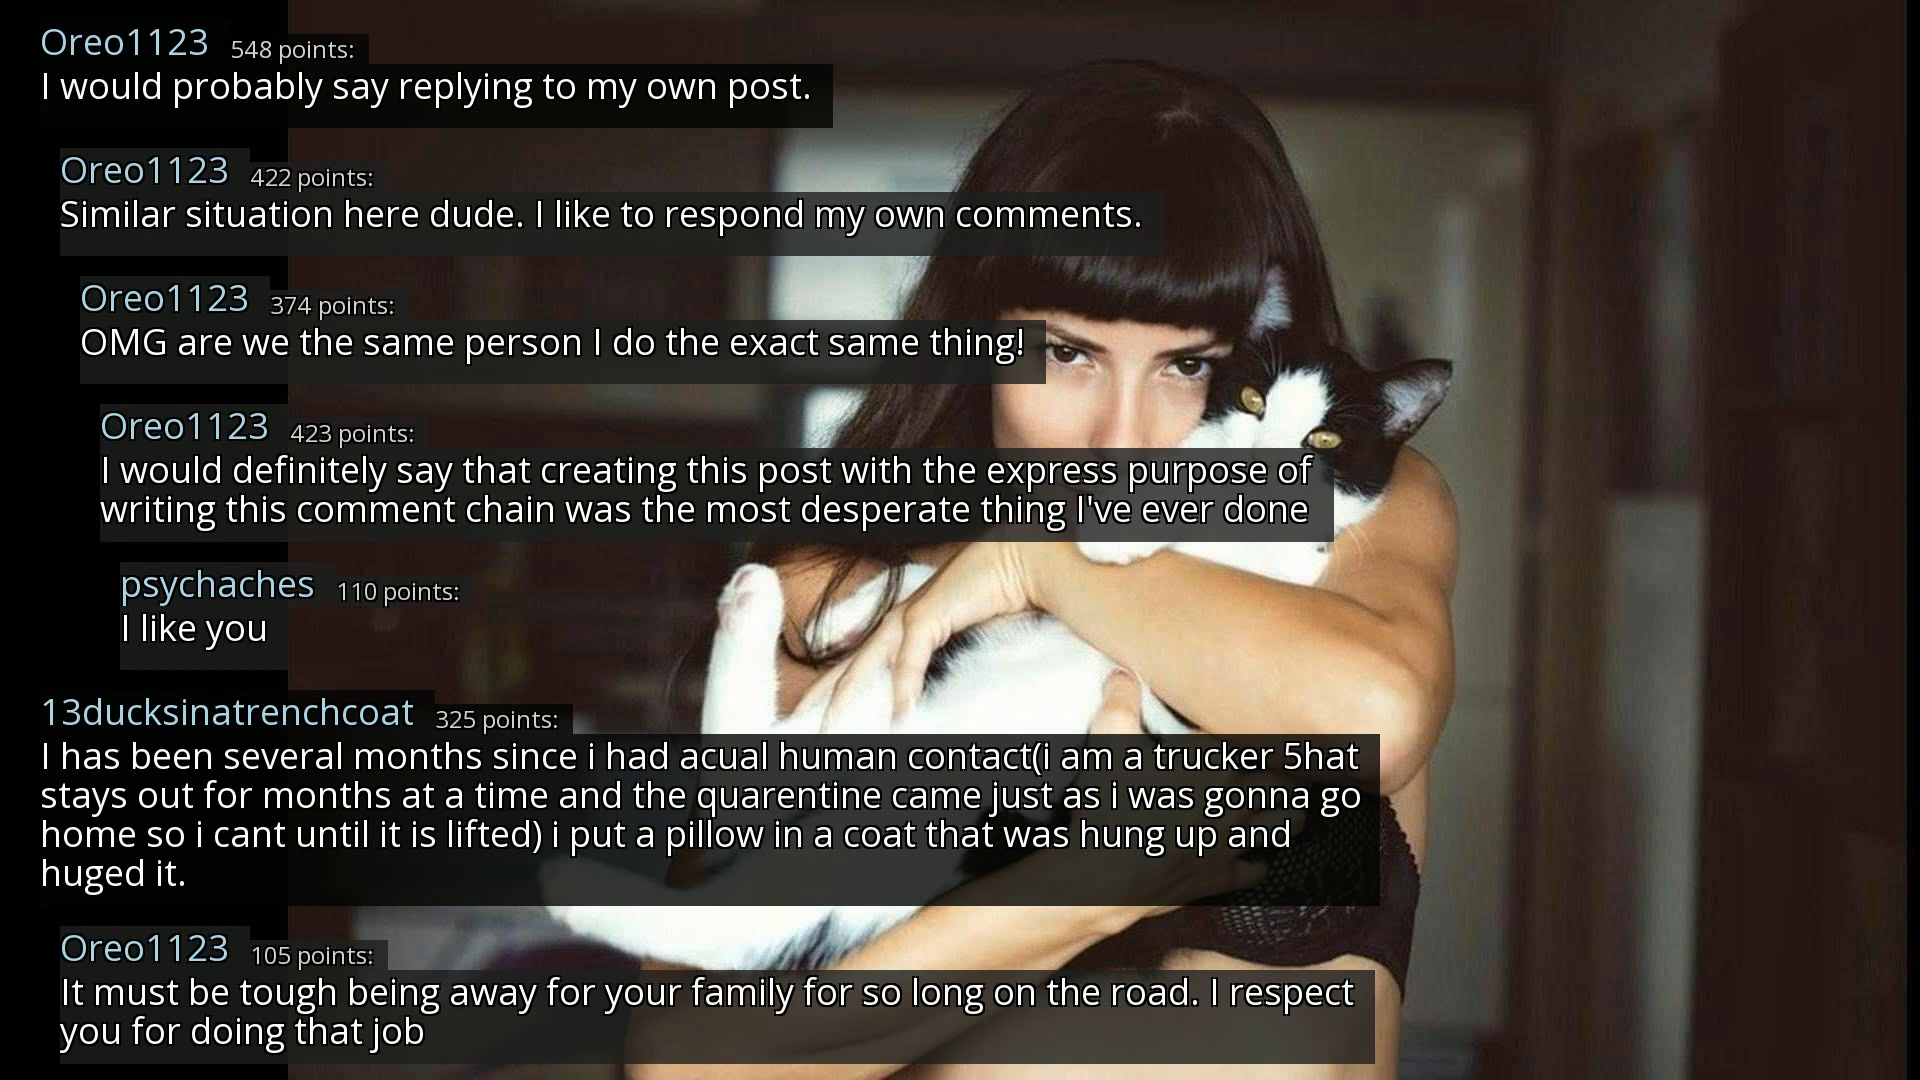 Oreo1123 548 points:
I would probably say replying to my own post.
Oreo1123 422 points:
Similar situation here dude. I like to respond my own comments.
Oreo1123 374 points:
OMG are we the same person I do the exact same thing!
Oreo1123 423 points:
I would definitely say that creating this post with the express purpose of
writing this comment chain was the most desperate thing I've ever done
psychaches 110 points:
I like you
13ducksinatrenchcoat 325 points:
I has been several months since i had acual human contact(i am a trucker 5hat
stays out for months at a time and the quarentine came just as i was gonna go
home so i cant until it is lifted) i put a pillow in a coat that was hung up and
huged it.
Oreo1123 105 points:
It must be tough being away for your family for so long on the road. I respect
you for doing that job